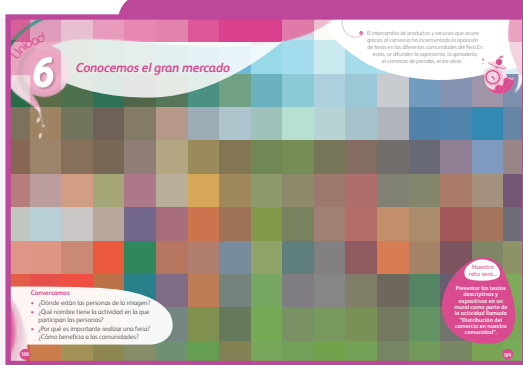 Unidad
6
Conocemos el gran mercado
El intercambio de productos y servicios que ocurre
gracias al comercio ha incrementado la aparición
de ferias en las diferentes comunidades del Perú. En
estas, se difunden la agronomía, la ganadería,
el comercio de prendas, entre otros.
Conversamos
• ¿Dónde están las personas de la imagen?
• ¿Qué nombre tiene la actividad en la que
participan las personas?
• ¿Por qué es importante realizar una feria?
¿Cómo beneficia a las comunidades?
Nuestro
reto será...
Presentar los textos
descriptivos y
expositivos en un
mural como parte de
la actividad llamada
"Distribución del
comercio en nuestra
comunidad".